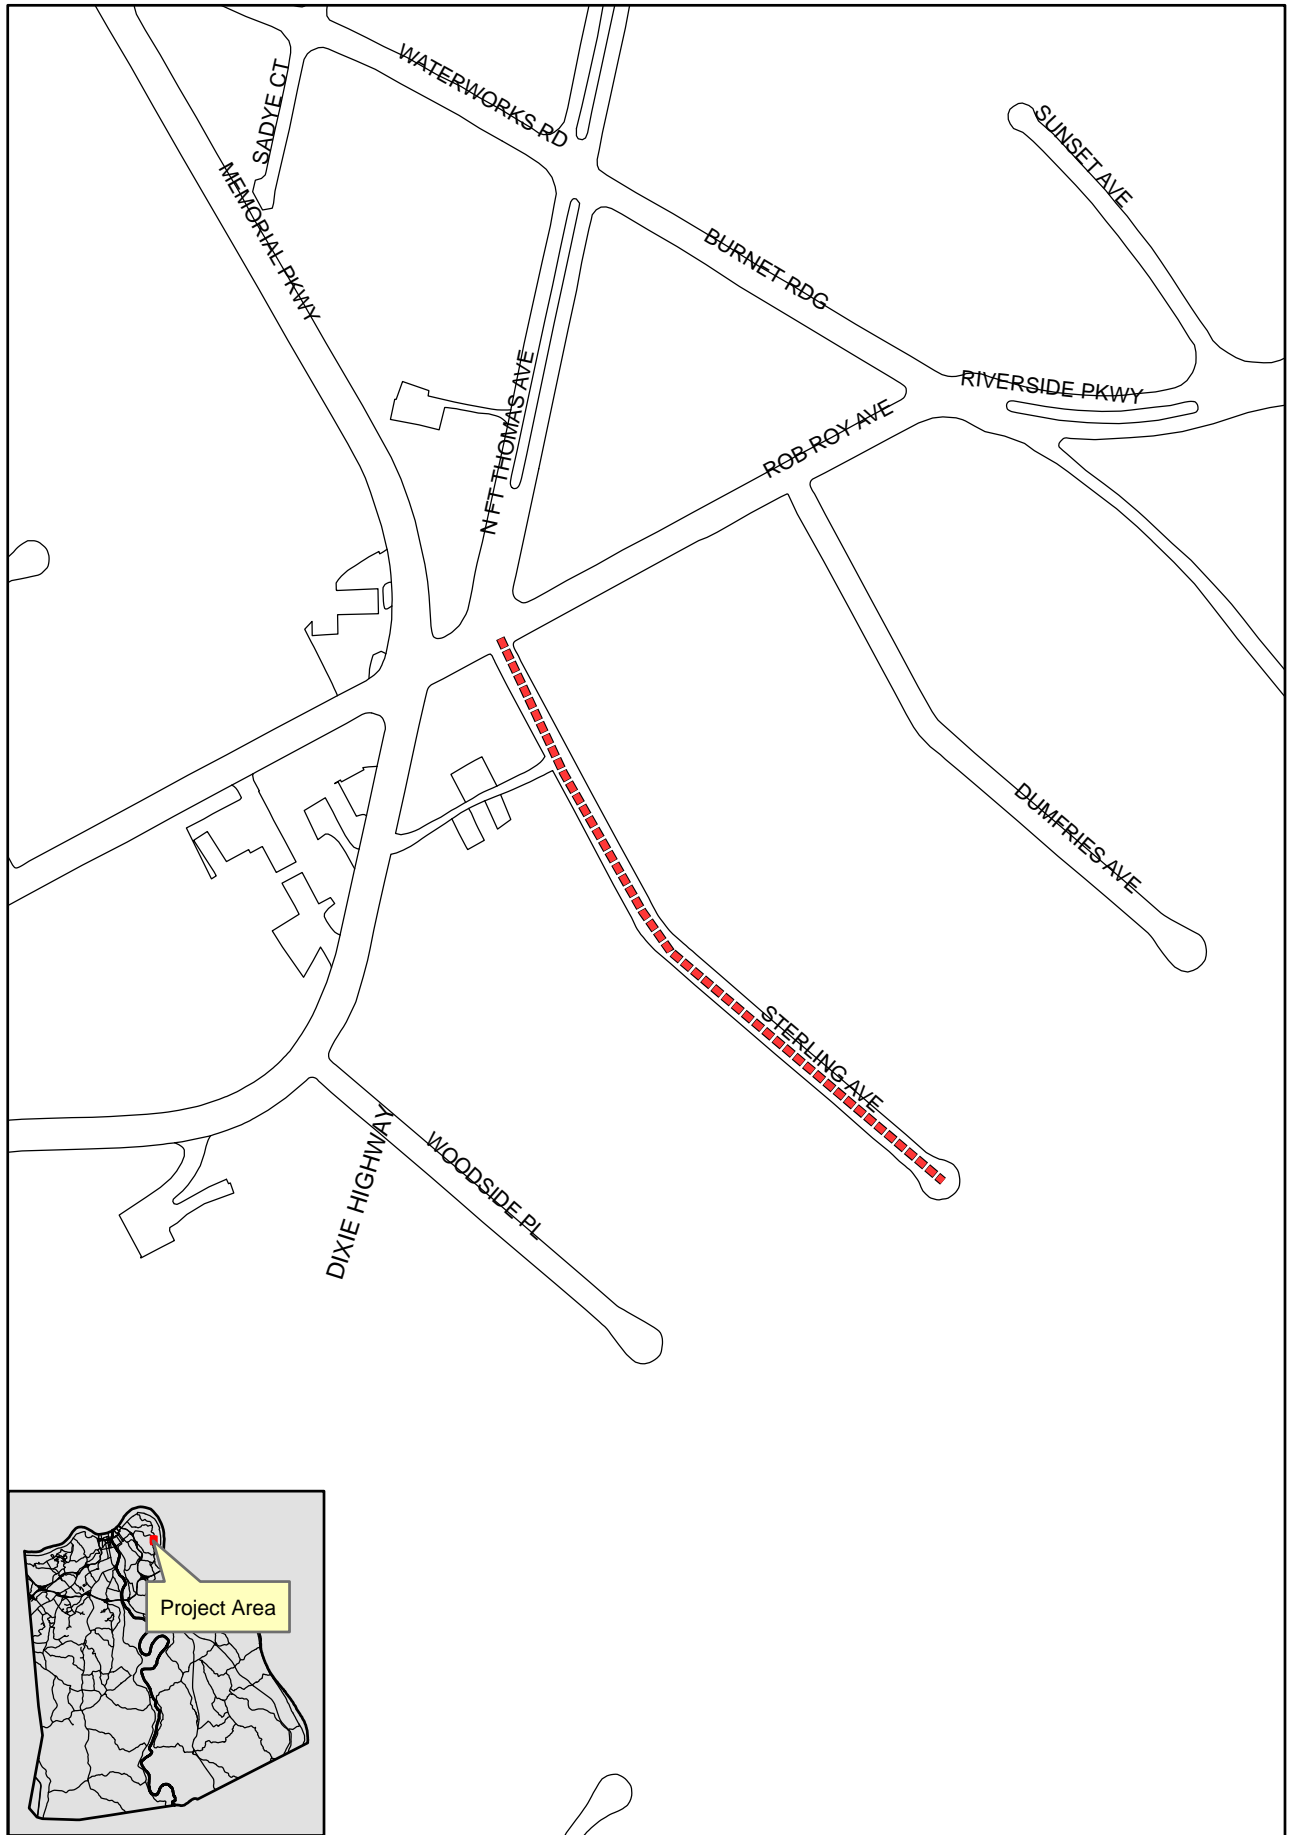 WATERWORKS RD
SADYE CT
SUNSET AVE
MEMORIAL PKWY
BURNET RDG
RIVERSIDE PKWY
N FT THOMAS AVE
ROB ROY AVE
DUMFRIES AVE
STERLING AVE
DIXIE HIGHWAY
WOODSIDE PL
Project Area